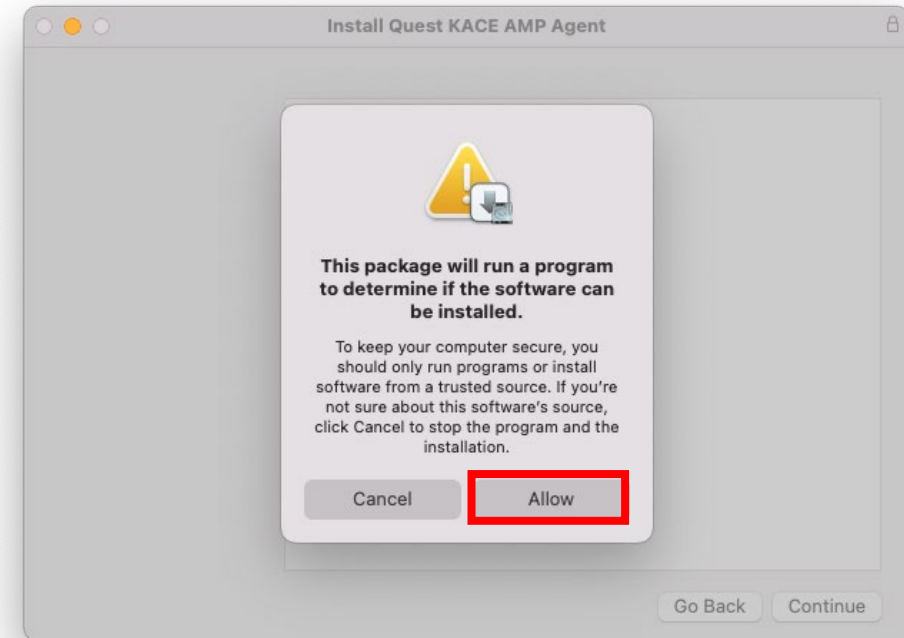 Install Quest KACE AMP Agent
This package will run a program
to determine if the software can
be installed.
To keep your computer secure, you
should only run programs or install
software from a trusted source. If you're
not sure about this software's source,
click Cancel to stop the program and the
installation.
Cancel
Allow
Go Back
Continue